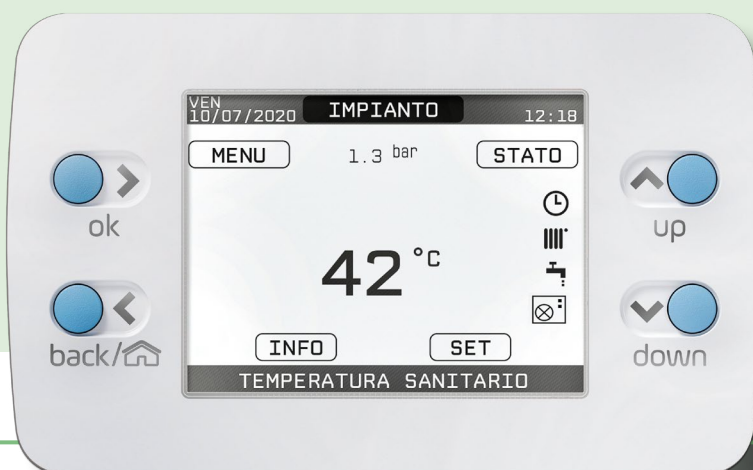 VEN
10/07/2020 IMPIANTO 12:18
MENU 1.3 bar STATO
42 °C
INFO SET
TEMPERATURA SANITARIO
ok
back/
up
down